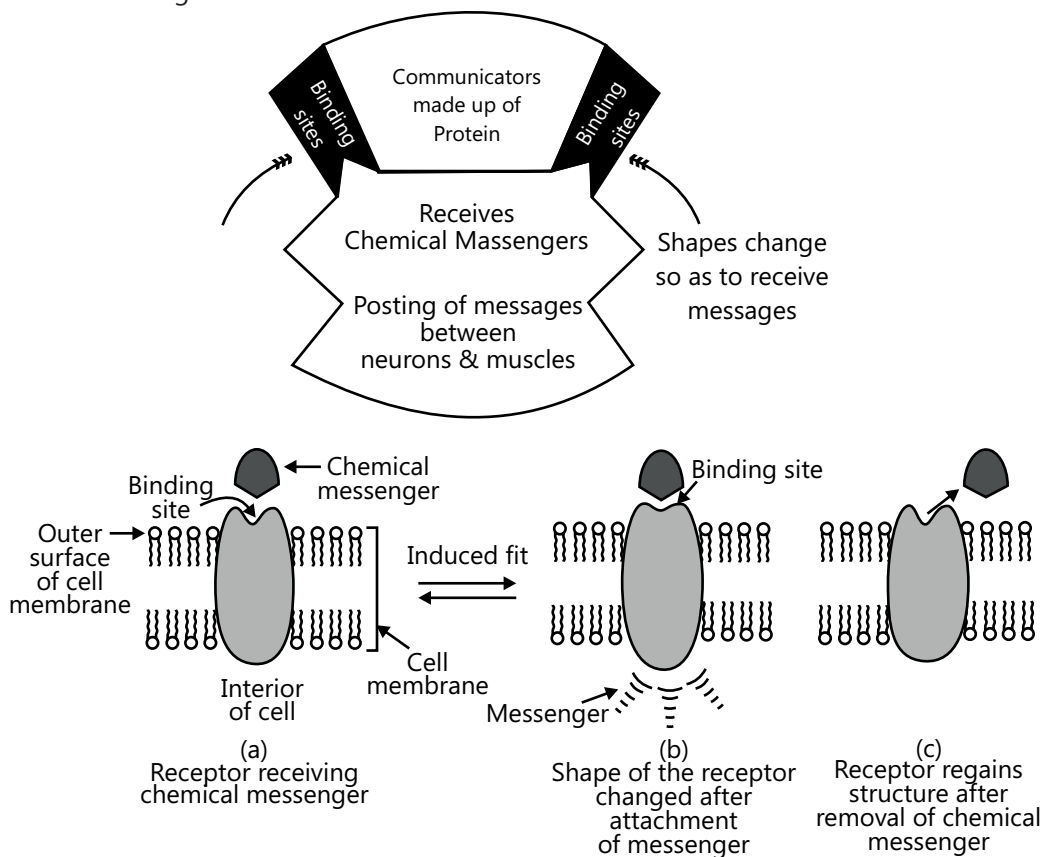 Communicators
made up of
Protein
Binding
sites
Binding
sites
Receives
Chemical Massengers
Shapes change
so as to receive
messages
Posting of messages
between
neurons & muscles
Chemical
messenger
Binding
site
Outer
surface
of cell
membrane
Induced fit
Binding site
Cell
membrane
Interior
of cell
Messenger
(a)
Receptor receiving
chemical messenger
(b)
Shape of the receptor
changed after
attachment
of messenger
(c)
Receptor regains
structure after
removal of chemical
messenger